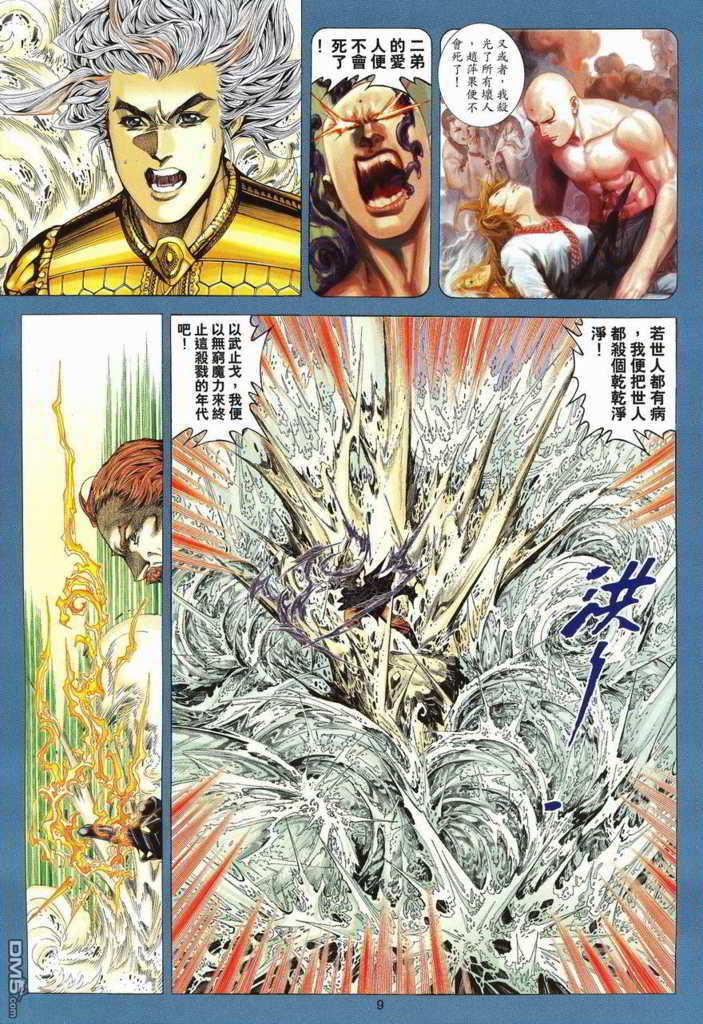 又或者，我殺
光了所有壞人
，趙萍果便不
會死了！
二弟
的愛
人便
不會
死了
！
若世人都有病
，我便把世人
都殺個乾乾淨
淨！
以武止戈，我便
以無窮魔力來終
止這殺戮的年代
吧！
洪
9
DM5.com